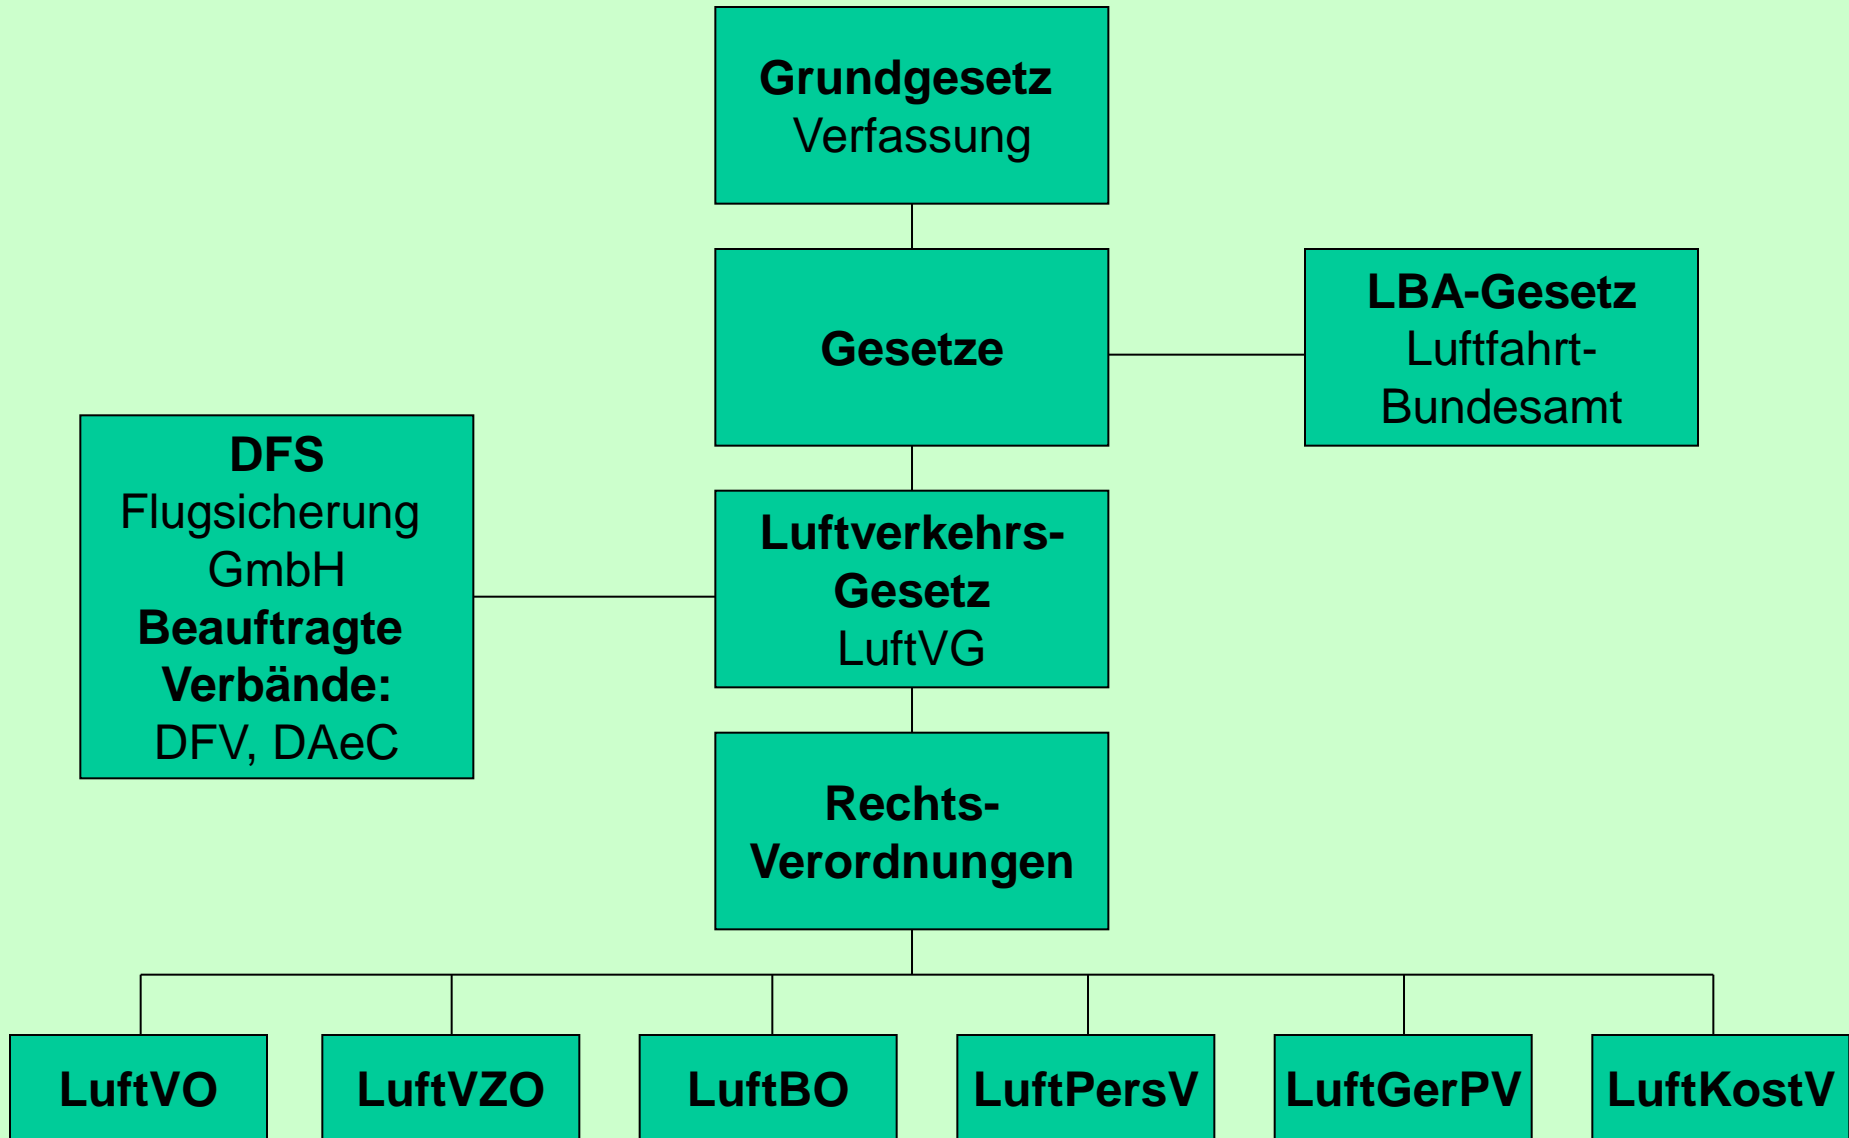 Grundgesetz
Verfassung
Gesetze
LBA-Gesetz
Luftfahrt-
Bundesamt
DFS
Flugsicherung
GmbH
Beauftragte
Verbände:
DFV, DAeC
Luftverkehrs-
Gesetz
LuftVG
Rechts-
Verordnungen
LuftVO
LuftVZO
LuftBO
LuftPersV
LuftGerPV
LuftKostV